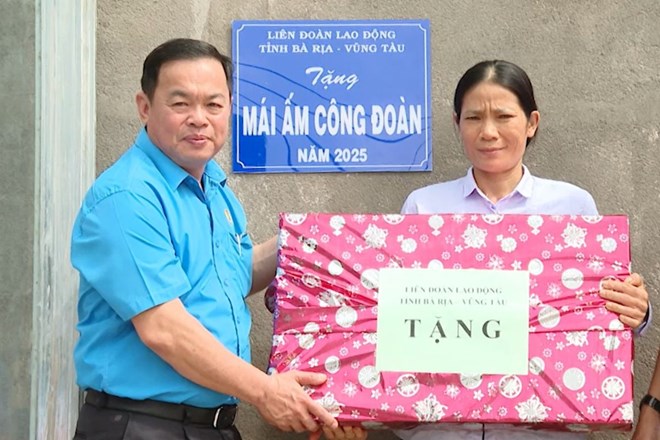 LIÊN ĐOÀN LAO ĐỘNG
TỈNH BÀ RỊA - VŨNG TÀU
Tặng
MÁI ẤM CÔNG ĐOÀN
NĂM 2025
LIÊN ĐOÀN LAO ĐỘNG
TỈNH BÀ RỊA - VŨNG TÀU
TẶNG